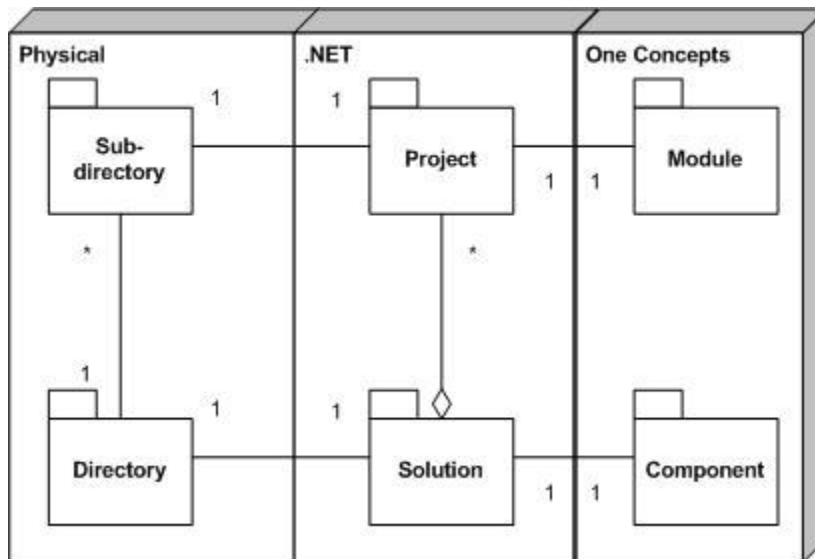 Physical
.NET
One Concepts
1
1
Sub-
directory
Project
Module
1
1
*
*
1
1
1
Directory
Solution
Component
1
1